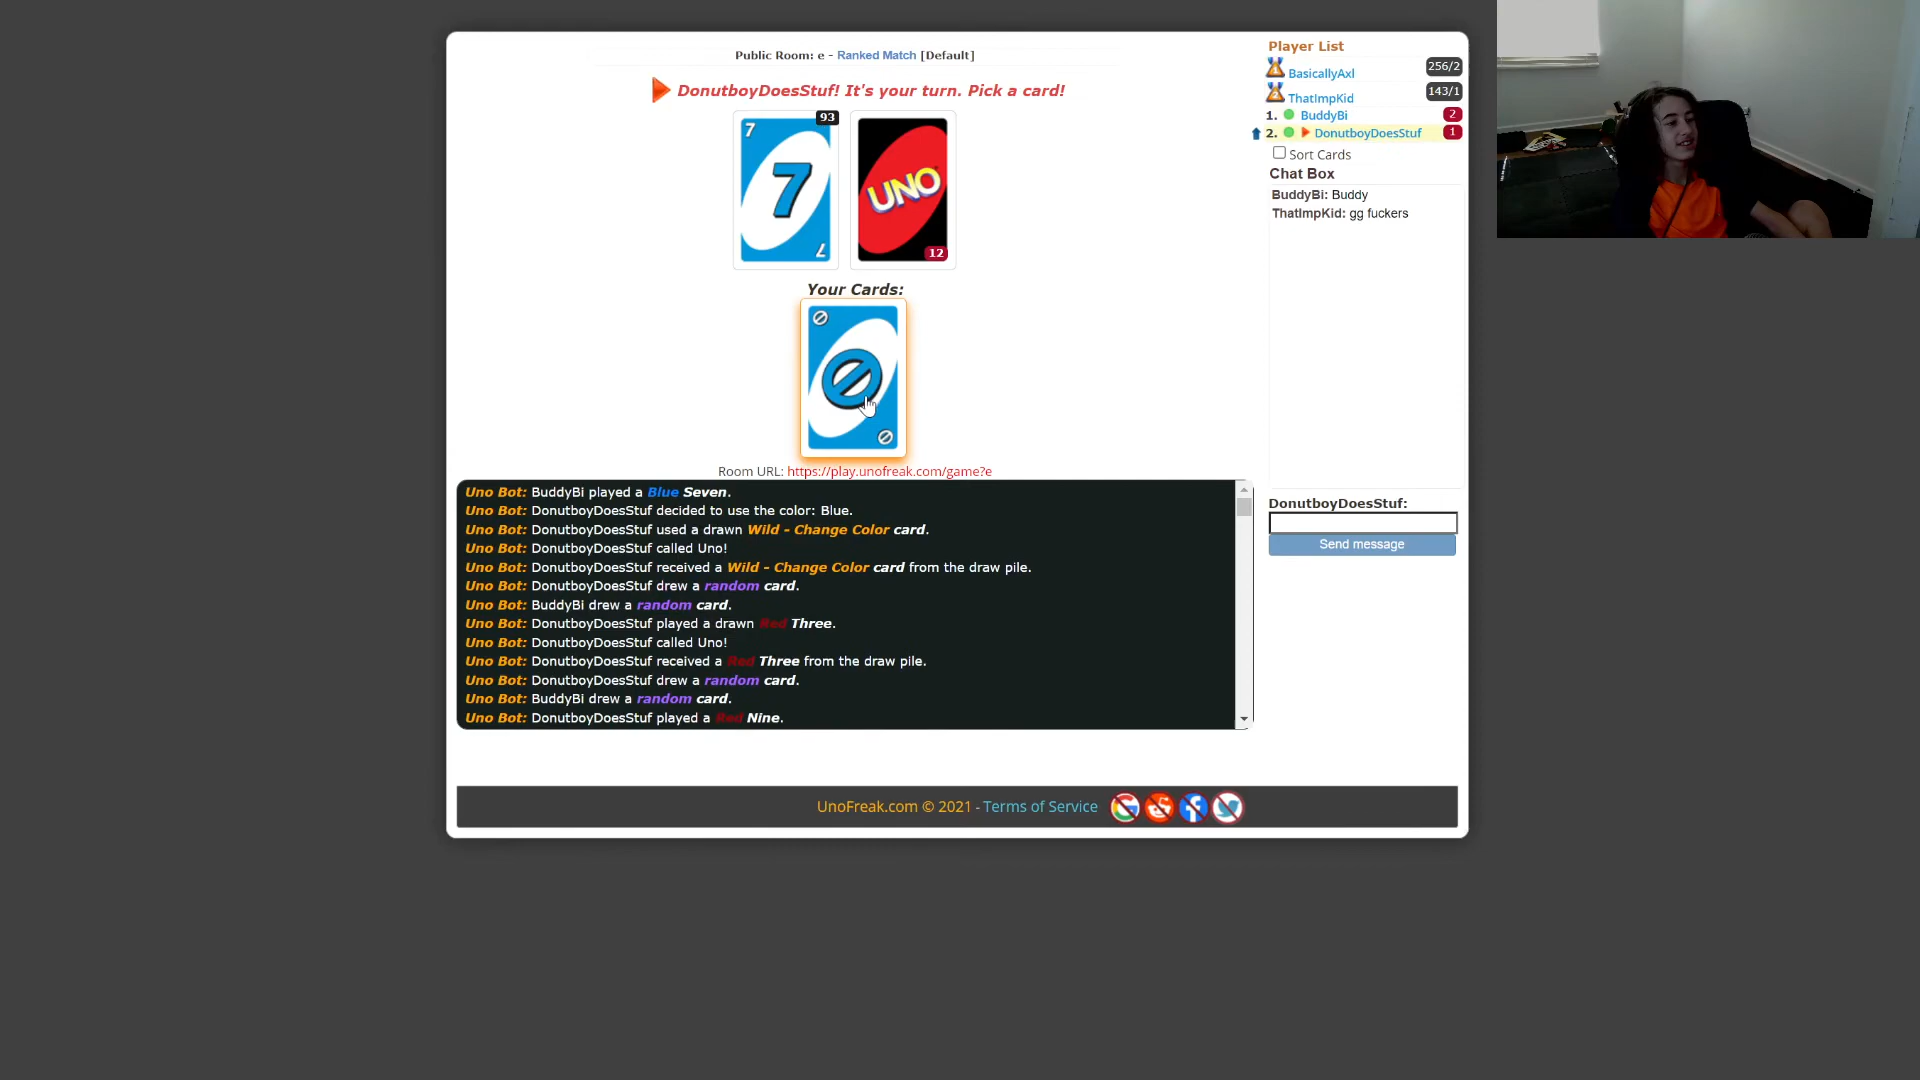 Public Room: e - Ranked Match [Default]
DonutboyDoesStuf! It's your turn. Pick a card!
93
7
7
7
UNO
12
Your Cards:
Room URL: https://play.unofreak.com/game?e
Uno Bot: BuddyBi played a Blue Seven.
Uno Bot: DonutboyDoesStuf decided to use the color: Blue.
Uno Bot: DonutboyDoesStuf used a drawn Wild - Change Color card.
Uno Bot: DonutboyDoesStuf called Uno!
Uno Bot: DonutboyDoesStuf received a Wild - Change Color card from the draw pile.
Uno Bot: DonutboyDoesStuf drew a random card.
Uno Bot: BuddyBi drew a random card.
Uno Bot: DonutboyDoesStuf played a drawn Red Three.
Uno Bot: DonutboyDoesStuf called Uno!
Uno Bot: DonutboyDoesStuf received a Red Three from the draw pile.
Uno Bot: DonutboyDoesStuf drew a random card.
Uno Bot: BuddyBi drew a random card.
Uno Bot: DonutboyDoesStuf played a Red Nine.
Player List
BasicallyAxl 256/2
ThatImpKid 143/1
1. BuddyBi 2
2. DonutboyDoesStuf 1
Sort Cards
Chat Box
BuddyBi: Buddy
ThatImpKid: gg fuckers
DonutboyDoesStuf:
Send message
UnoFreak.com © 2021 - Terms of Service